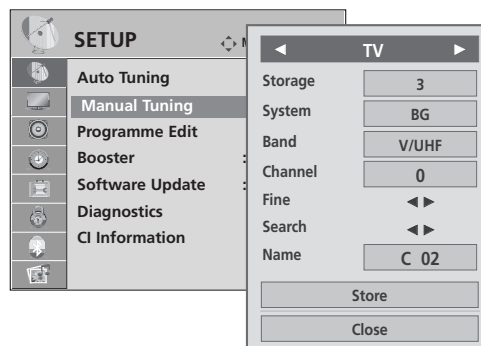 SETUP
M
Auto Tuning
Manual Tuning
Programme Edit
Booster :
Software Update :
Diagnostics
CI Information
◄ TV ►
Storage 3
System BG
Band V/UHF
Channel 0
Fine ◄ ►
Search ◄ ►
Name C 02
Store
Close